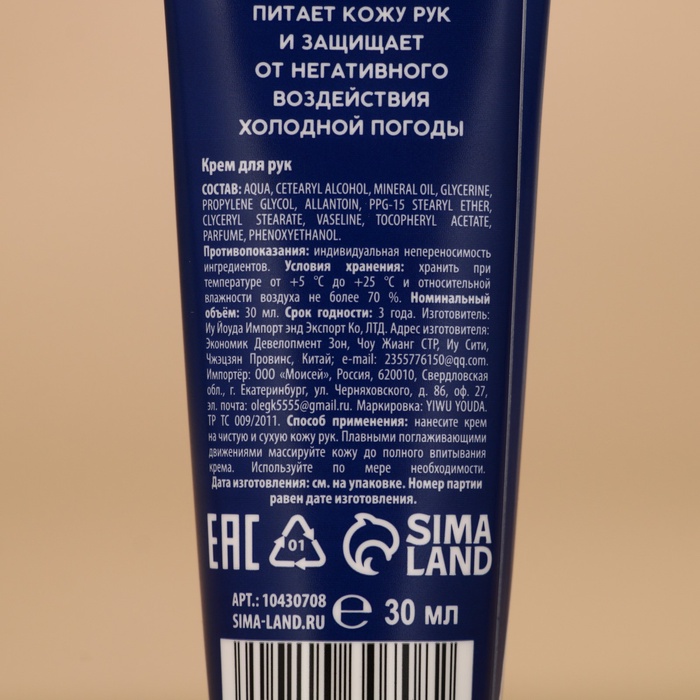 ПИТАЕТ КОЖУ РУК
И ЗАЩИЩАЕТ
ОТ НЕГАТИВНОГО
ВОЗДЕЙСТВИЯ
ХОЛОДНОЙ ПОГОДЫ
Крем для рук
СОСТАВ: AQUA, CETEARYL ALCOHOL, MINERAL OIL, GLYCERINE,
PROPYLENE GLYCOL, ALLANTOIN, PPG-15 STEARYL ETHER,
CLYCERYL STEARATE, VASELINE, TOCOPHERYL ACETATE,
PARFUME, PHENOXYETHANOL.
Противопоказания: индивидуальная непереносимость
ингредиентов. Условия хранения: хранить при
температуре от +5 °С до +25 °С и относительной
влажности воздуха не более 70 %. Номинальный
объём: 30 мл. Срок годности: 3 года. Изготовитель:
Иу Йоуда Импорт энд Экспорт Ко, ЛТД. Адрес изготовителя:
Экономик Девелопмент Зон, Чоу Жианг СТР, Иу Сити,
Чжэцзян Провинс, Китай; e-mail: 2355776150@qq.com.
Импортёр: ООО «Моисей», Россия, 620010, Свердловская
обл., г. Екатеринбург, ул. Черняховского, д. 86, оф. 27,
эл. почта: olegk5555@gmail.ru. Маркировка: YIWU YOUDA.
ТР ТС 009/2011. Способ применения: нанесите крем
на чистую и сухую кожу рук. Плавными поглаживающими
движениями массируйте кожу до полного впитывания
крема. Используйте по мере необходимости.
Дата изготовления: см. на упаковке. Номер партии
равен дате изготовления.
ЕАС 01 SIMA
LAND
АРТ.: 10430708
SIMA-LAND.RU ℮ 30 мл